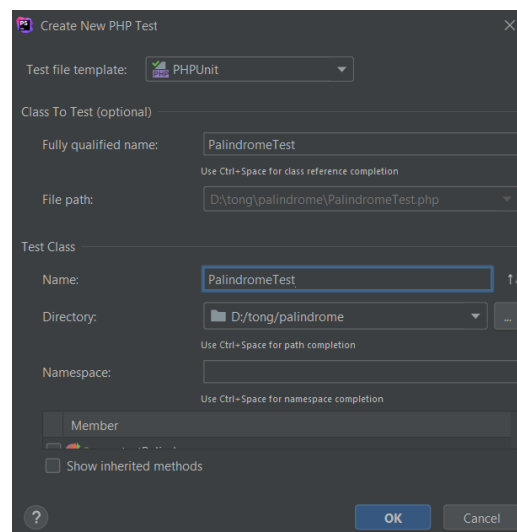 PS Create New PHP Test
Test file template: PHP PHPUnit
Class To Test (optional)
Fully qualified name: PalindromeTest
Use Ctrl+Space for class reference completion
File path: D:\tong\palindrome\PalindromeTest.php
Test Class
Name: PalindromeTest
Directory: D:/tong/palindrome ...
Use Ctrl+Space for path completion
Namespace:
Use Ctrl+Space for namespace completion
Member
Show inherited methods
? OK Cancel